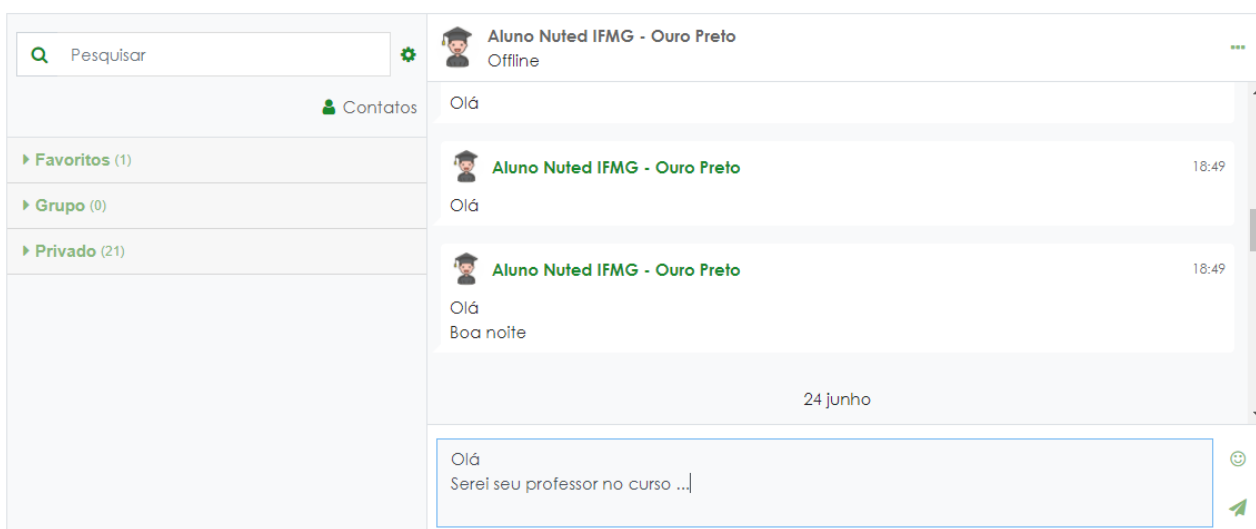 Pesquisar
Contatos
Favoritos (1)
Grupo (0)
Privado (21)
Aluno Nuted IFMG - Ouro Preto
Offline
Olá
Aluno Nuted IFMG - Ouro Preto
18:49
Olá
Aluno Nuted IFMG - Ouro Preto
18:49
Olá
Boa noite
24 junho
Olá
Serei seu professor no curso ...